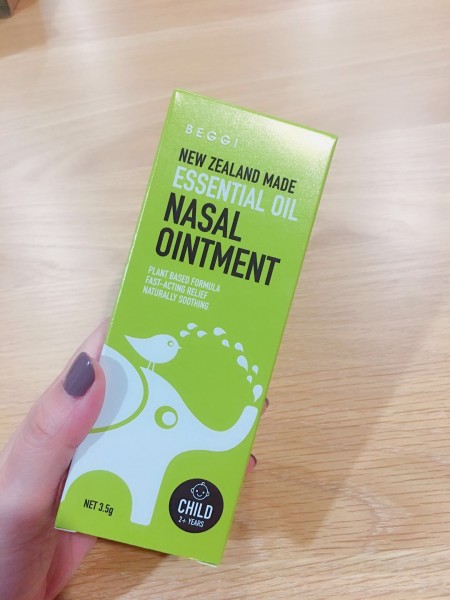 BEGGI
NEW ZEALAND MADE
ESSENTIAL OIL
NASAL
OINTMENT
PLANT BASED FORMULA
FAST-ACTING RELIEF
NATURALLY SOOTHING
NET 3.5g
CHILD
2+ YEARS